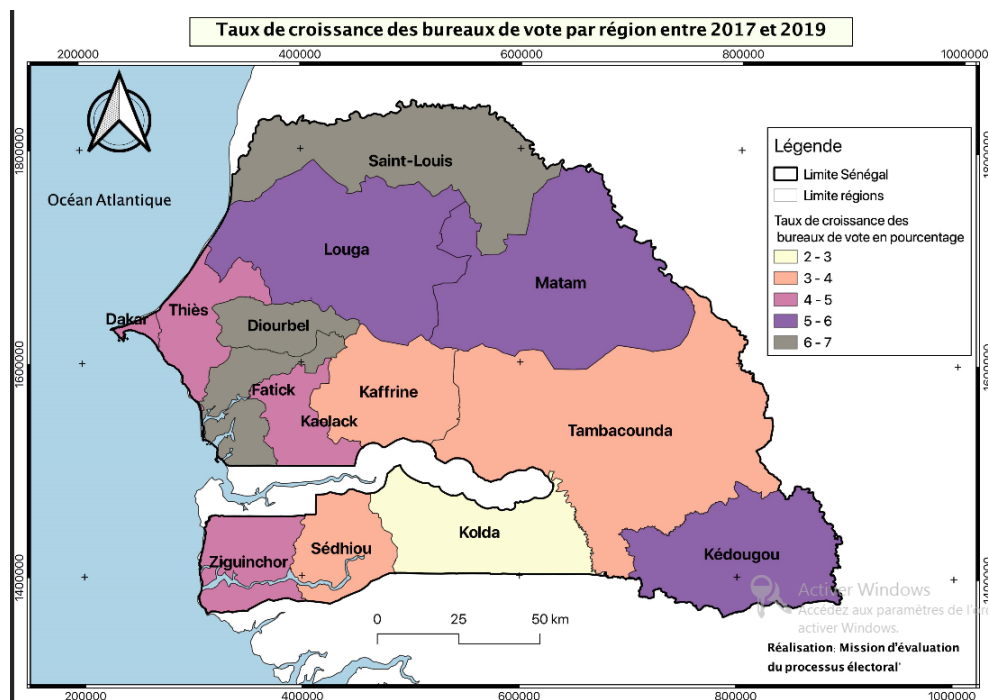 Taux de croissance des bureaux de vote par région entre 2017 et 2019
200000 400000 600000 800000 1000000
1800000
1800000
Océan Atlantique
Saint-Louis
Louga
Matam
Thiès
Dakar
Diourbel
Fatick
Kaolack
Kaffrine
Tambacounda
1600000
1600000
Kolda
Sédhiou
Ziguinchor
Kédougou
1400000
1400000
Légende
Limite Sénégal
Limite régions
Taux de croissance des
bureaux de vote en pourcentage
2 - 3
3 - 4
4 - 5
5 - 6
6 - 7
0 25 50 km
Activer Windows
Accédez aux paramètres de
activer Windows.
Réalisation: Mission d'évaluation
du processus électoral
200000 400000 600000 800000 1000000